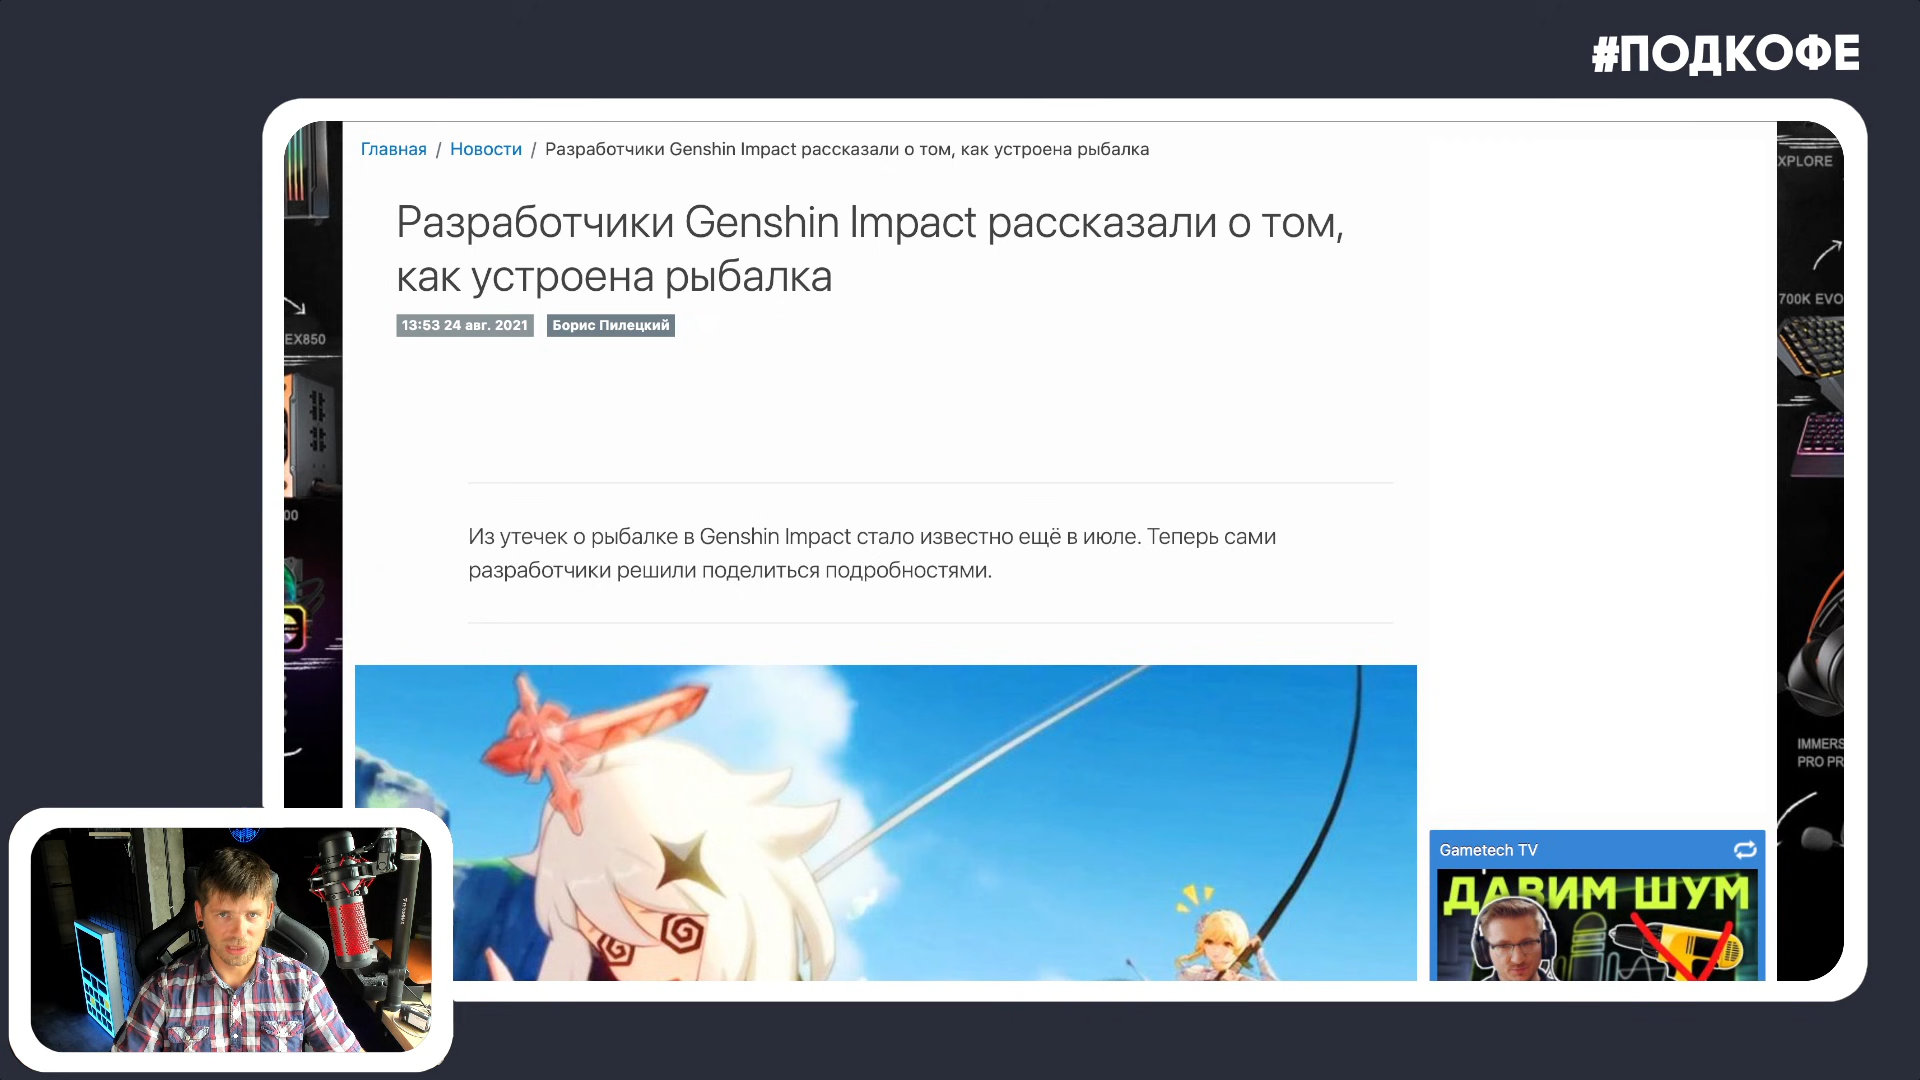 #ПОДКОФЕ
Главная / Новости / Разработчики Genshin Impact рассказали о том, как устроена рыбалка
XPLORE
Разработчики Genshin Impact рассказали о том,
как устроена рыбалка
700K EVO
13:53 24 авг. 2021 Борис Пилецкий
EX850
00
Из утечек о рыбалке в Genshin Impact стало известно ещё в июле. Теперь сами
разработчики решили поделиться подробностями.
IMMERS
PRO PR
Gametech TV
ДАВИМ ШУМ